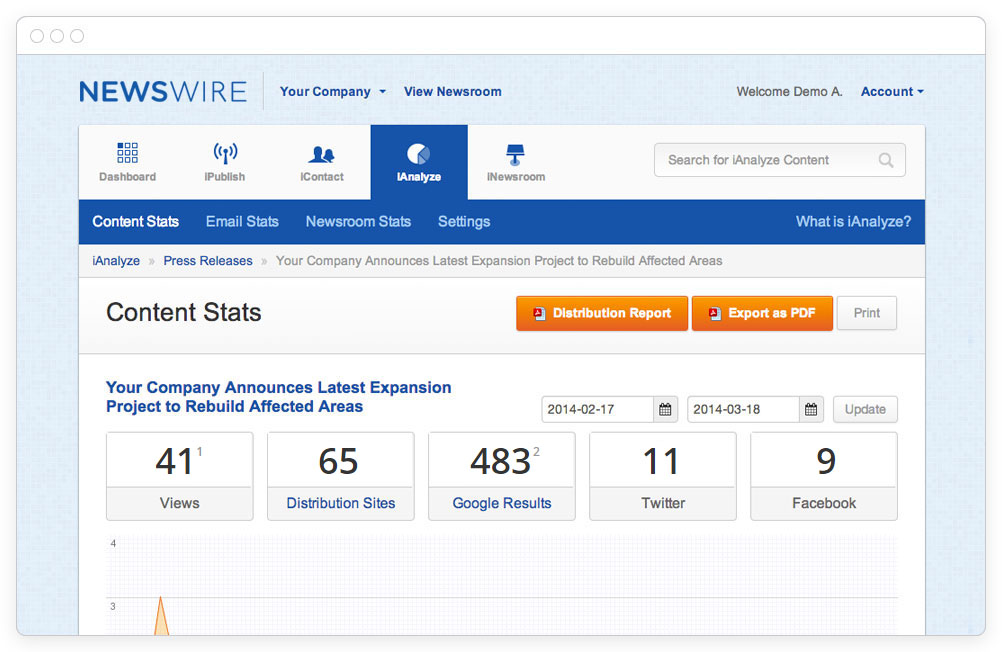 NEWSWIRE Your Company View Newsroom Welcome Demo A. Account
Dashboard iPublish iContact iAnalyze iNewsroom Search for iAnalyze Content
Content Stats Email Stats Newsroom Stats Settings What is iAnalyze?
iAnalyze » Press Releases » Your Company Announces Latest Expansion Project to Rebuild Affected Areas
Content Stats Distribution Report Export as PDF Print
Your Company Announces Latest Expansion
Project to Rebuild Affected Areas
2014-02-17 2014-03-18 Update
41¹ 65 483² 11 9
Views Distribution Sites Google Results Twitter Facebook
4
3